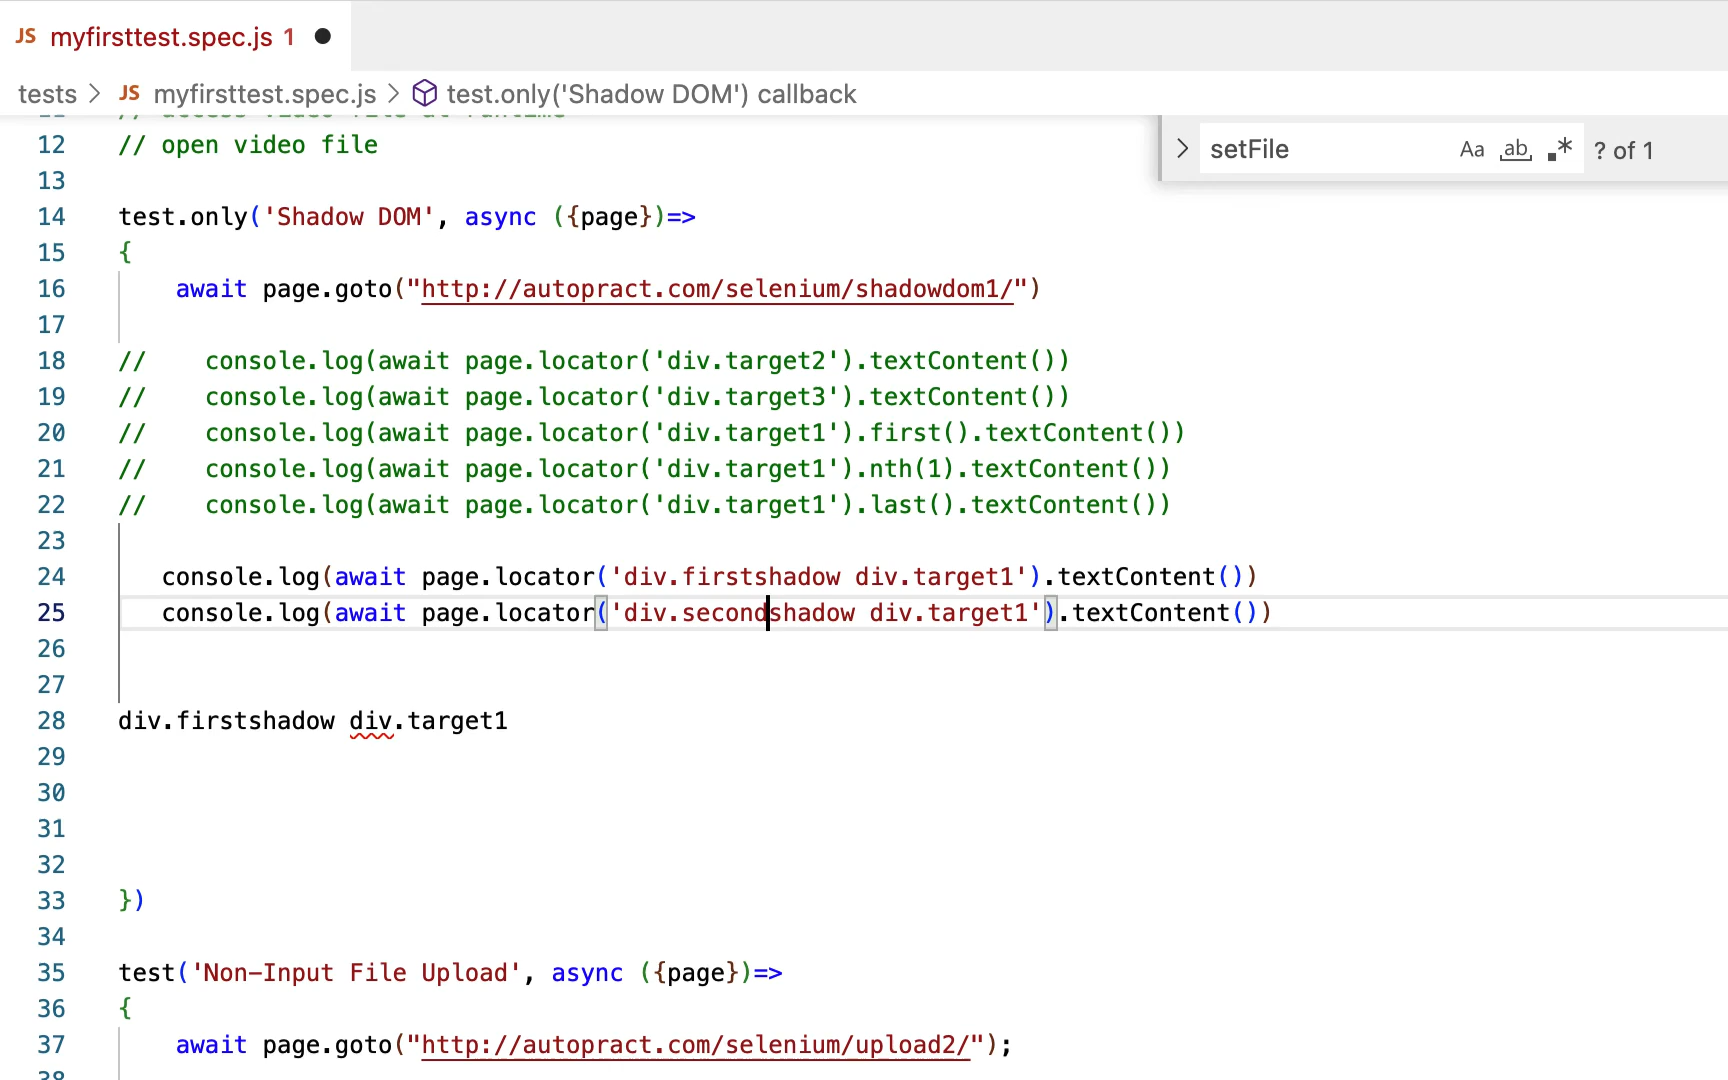 JS myfirsttest.spec.js 1
tests > JS myfirsttest.spec.js > test.only('Shadow DOM') callback
setFile Aa ab .* ? of 1
12 // open video file
13
14 test.only('Shadow DOM', async ({page})=>
15 {
16 await page.goto("http://autopract.com/selenium/shadowdom1/")
17
18 // console.log(await page.locator('div.target2').textContent())
19 // console.log(await page.locator('div.target3').textContent())
20 // console.log(await page.locator('div.target1').first().textContent())
21 // console.log(await page.locator('div.target1').nth(1).textContent())
22 // console.log(await page.locator('div.target1').last().textContent())
23
24 console.log(await page.locator('div.firstshadow div.target1').textContent())
25 console.log(await page.locator('div.secondshadow div.target1').textContent())
26
27
28 div.firstshadow div.target1
29
30
31
32
33 })
34
35 test('Non-Input File Upload', async ({page})=>
36 {
37 await page.goto("http://autopract.com/selenium/upload2/");